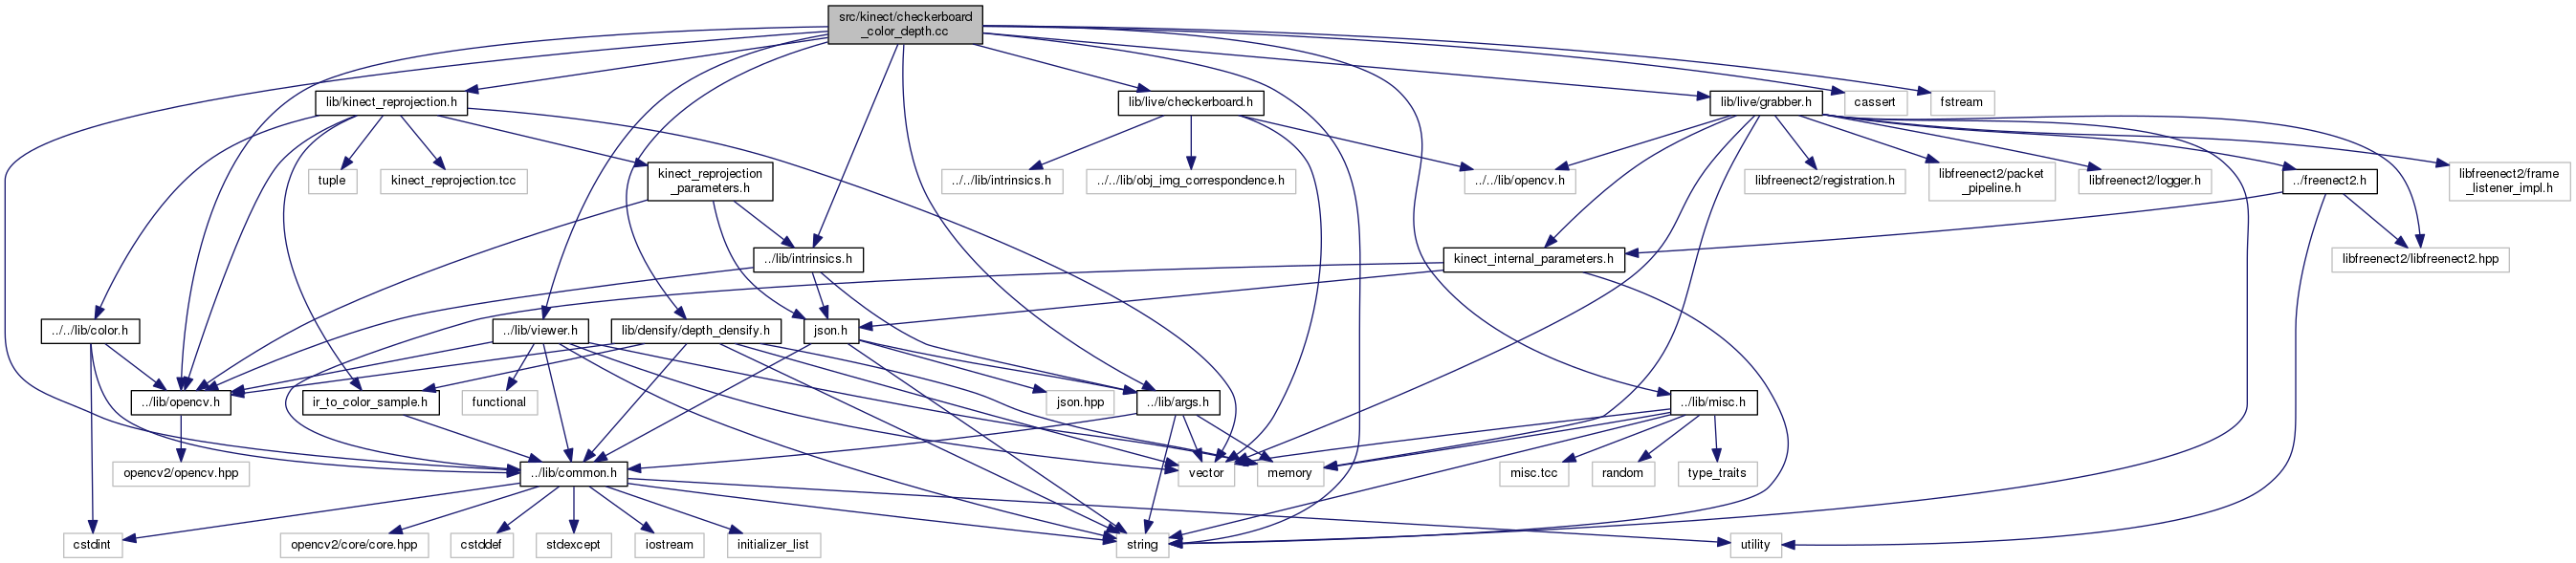 src/kinect/checkerboard
_color_depth.cc
lib/kinect_reprojection.h
lib/live/checkerboard.h
lib/live/grabber.h
cassert
fstream
tuple
kinect_reprojection.tcc
kinect_reprojection
_parameters.h
../../lib/intrinsics.h
../../lib/obj_img_correspondence.h
../../lib/opencv.h
libfreenect2/registration.h
libfreenect2/packet
_pipeline.h
libfreenect2/logger.h
../freenect2.h
libfreenect2/frame
_listener_impl.h
../lib/intrinsics.h
kinect_internal_parameters.h
libfreenect2/libfreenect2.hpp
../../lib/color.h
../lib/viewer.h
lib/densify/depth_densify.h
json.h
../lib/opencv.h
ir_to_color_sample.h
functional
json.hpp
../lib/args.h
../lib/misc.h
opencv2/opencv.hpp
../lib/common.h
vector
memory
misc.tcc
random
type_traits
cstdint
opencv2/core/core.hpp
cstddef
stdexcept
iostream
initializer_list
string
utility